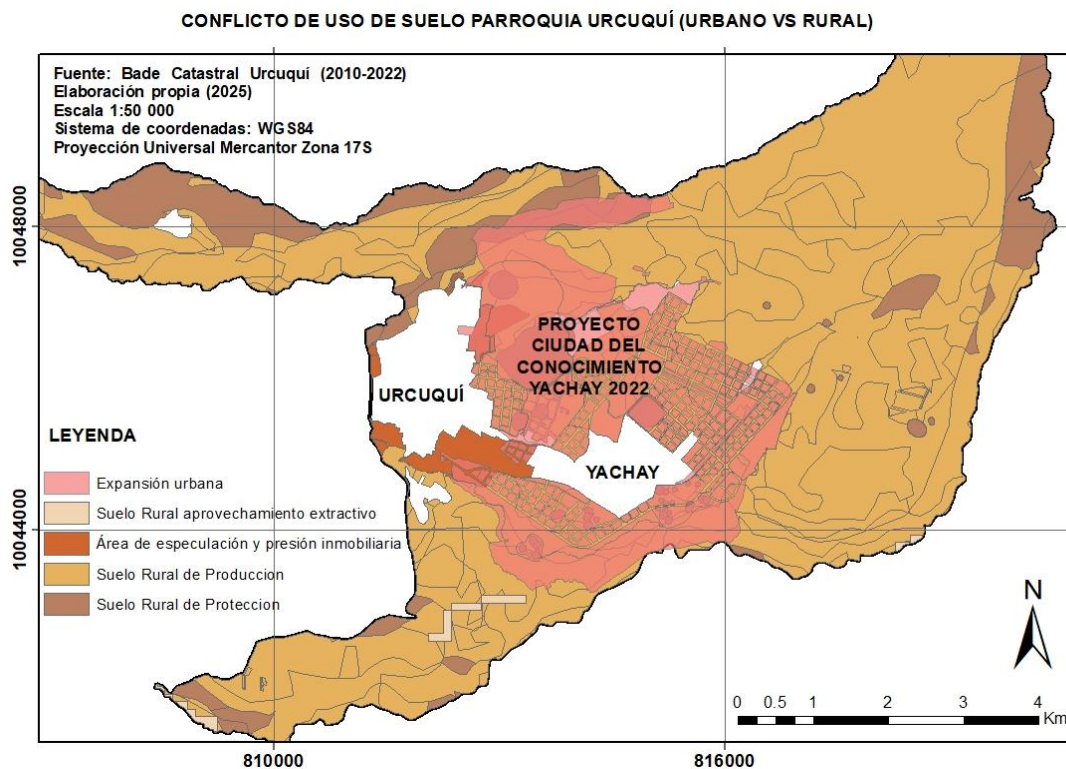 CONFLICTO DE USO DE SUELO PARROQUIA URCUQUÍ (URBANO VS RURAL)
Fuente: Bade Catastral Urcuquí (2010-2022)
Elaboración propia (2025)
Escala 1:50 000
Sistema de coordenadas: WGS84
Proyección Universal Mercantor Zona 17S
10048000
10044000
PROYECTO
CIUDAD DEL
CONOCIMIENTO
YACHAY 2022
URCUQUÍ
YACHAY
LEYENDA
Expansión urbana
Suelo Rural aprovechamiento extractivo
Área de especulación y presión inmobiliaria
Suelo Rural de Produccion
Suelo Rural de Proteccion
N
0 0.5 1 2 3 4
Km
810000
816000